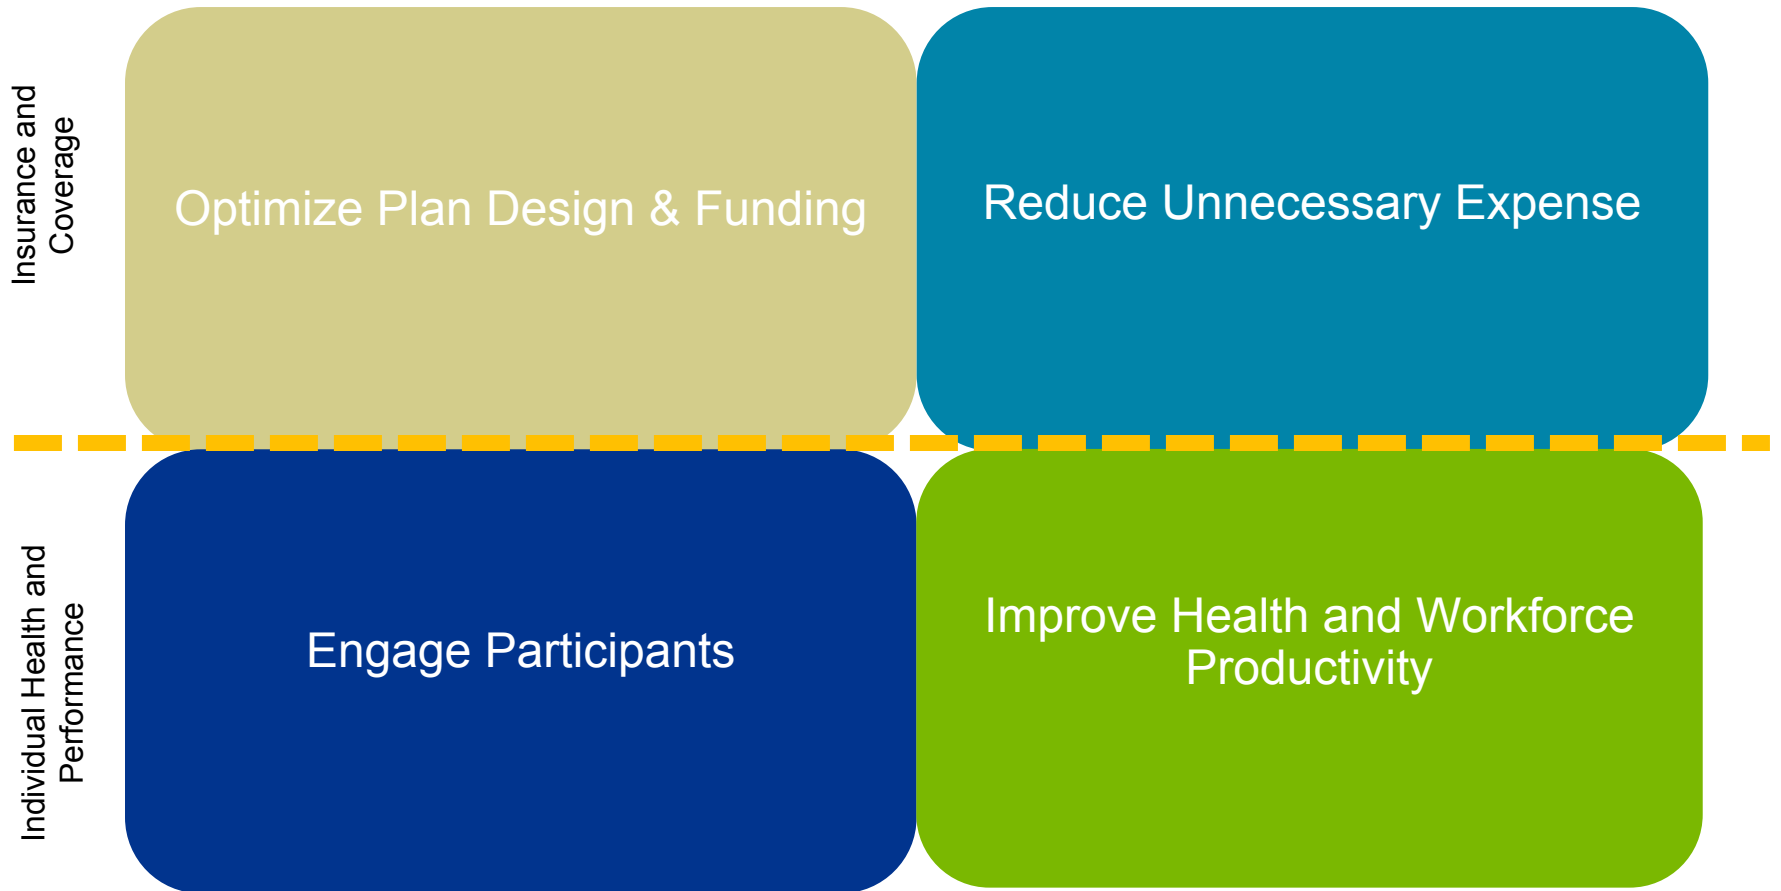 Insurance and
Coverage
Optimize Plan Design & Funding
Reduce Unnecessary Expense
Individual Health and
Performance
Engage Participants
Improve Health and Workforce
Productivity